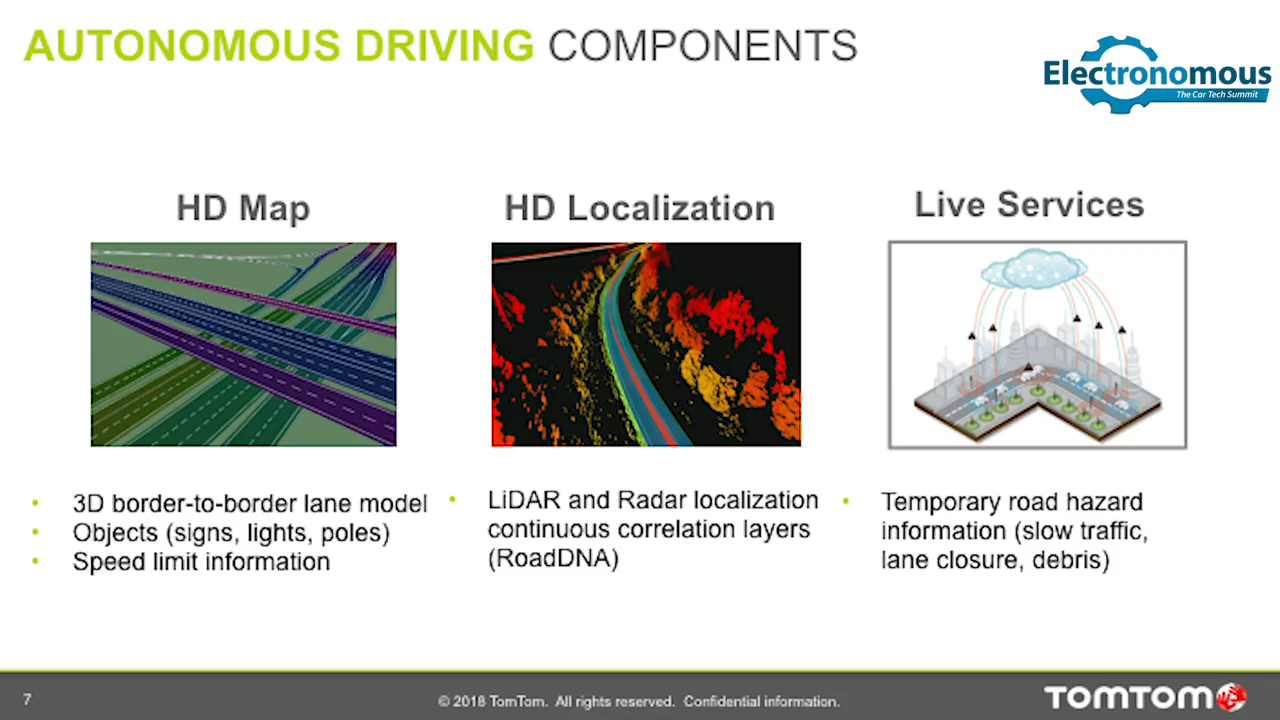 AUTONOMOUS DRIVING COMPONENTS
Electronomous
The Car Tech Summit
HD Map
3D border-to-border lane model
Objects (signs, lights, poles)
Speed limit information
HD Localization
LiDAR and Radar localization
continuous correlation layers
(RoadDNA)
Live Services
Temporary road hazard
information (slow traffic,
lane closure, debris)
7
© 2018 TomTom. All rights reserved. Confidential information.
TOMTOM